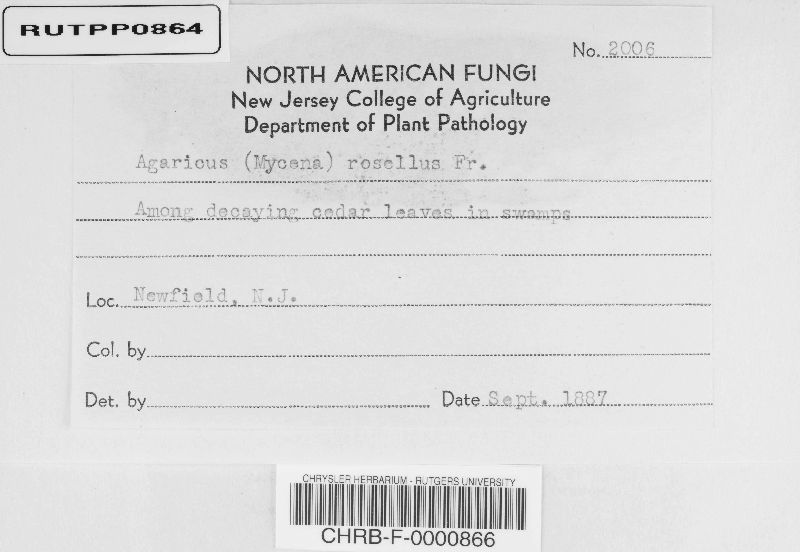 RUTPP0864
No. 2006
NORTH AMERICAN FUNGI
New Jersey College of Agriculture
Department of Plant Pathology
Agaricus (Mycena) rosellus Fr.
Among decaying cedar leaves in swamps
Loc. Newfield, N.J.
Col. by
Det. by Date Sept. 1887
CHRYSLER HERBARIUM - RUTGERS UNIVERSITY
CHRB-F-0000866